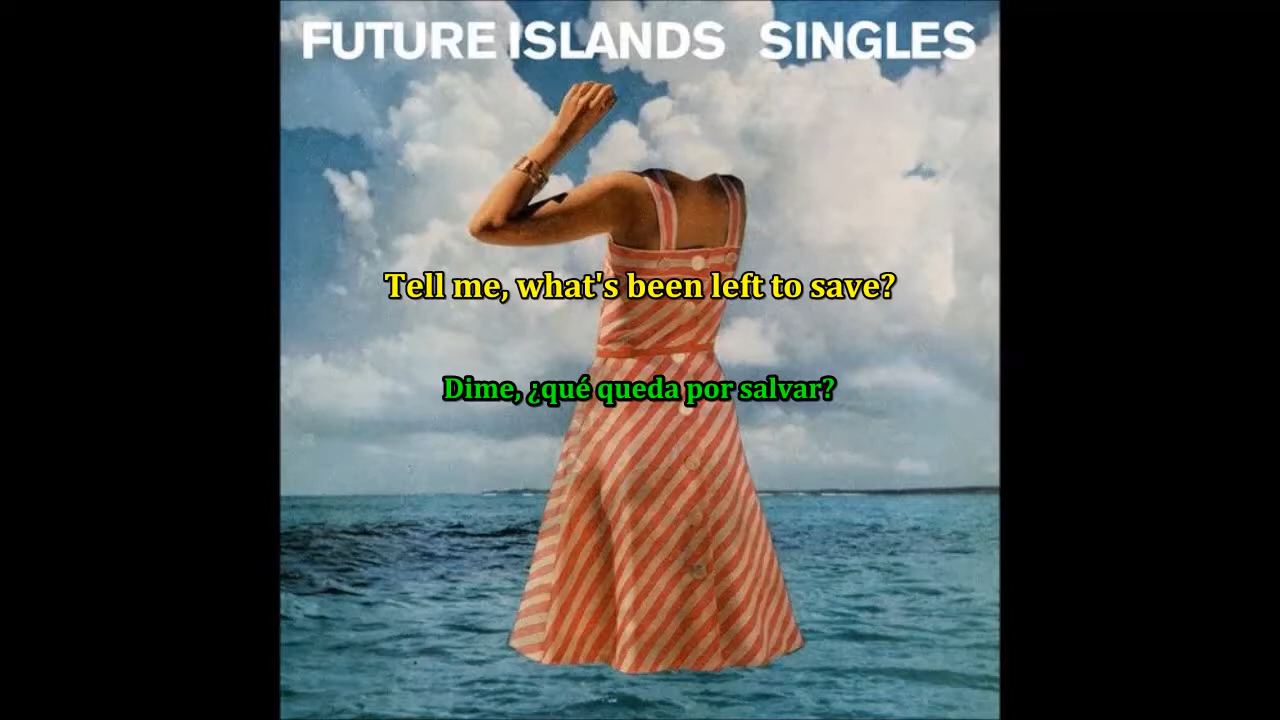 FUTURE ISLANDS SINGLES
Tell me, what's been left to save?
Dime, ¿qué queda por salvar?